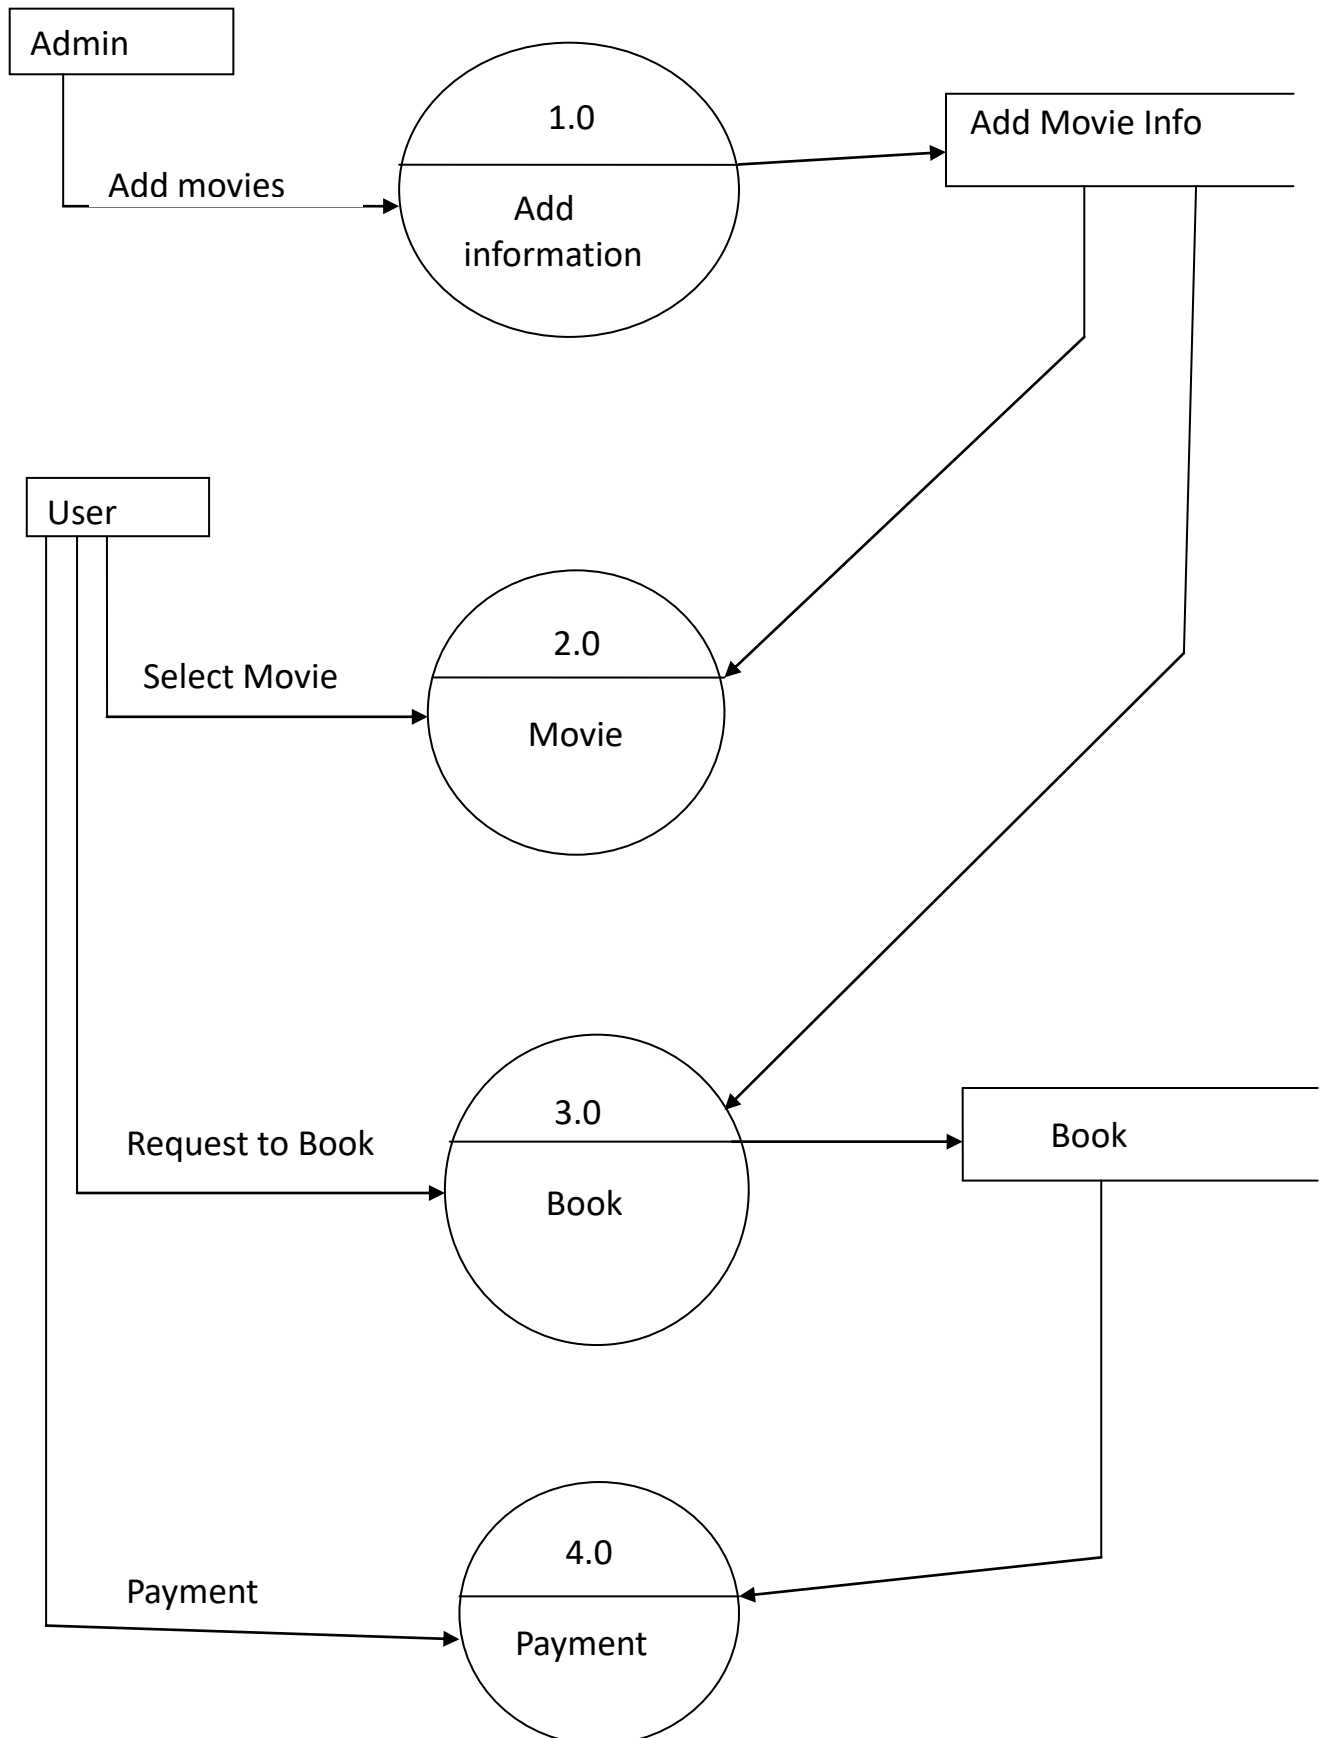 Admin
1.0
Add Movie Info
Add movies
Add
information
User
2.0
Select Movie
Movie
3.0
Request to Book
Book
Book
4.0
Payment
Payment